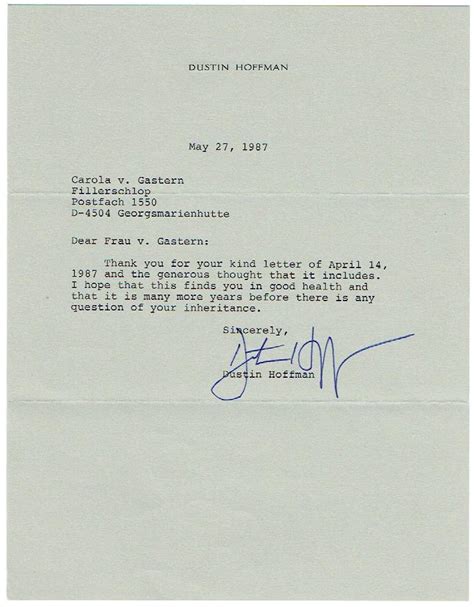 DUSTIN HOFFMAN
May 27, 1987
Carola v. Gastern
Fillerschlop
Postfach 1550
D-4504 Georgsmarienhutte
Dear Frau v. Gastern:
Thank you for your kind letter of April 14,
1987 and the generous thought that it includes.
I hope that this finds you in good health and
that it is many more years before there is any
question of your inheritance.
Sincerely,
Dustin Hoffman